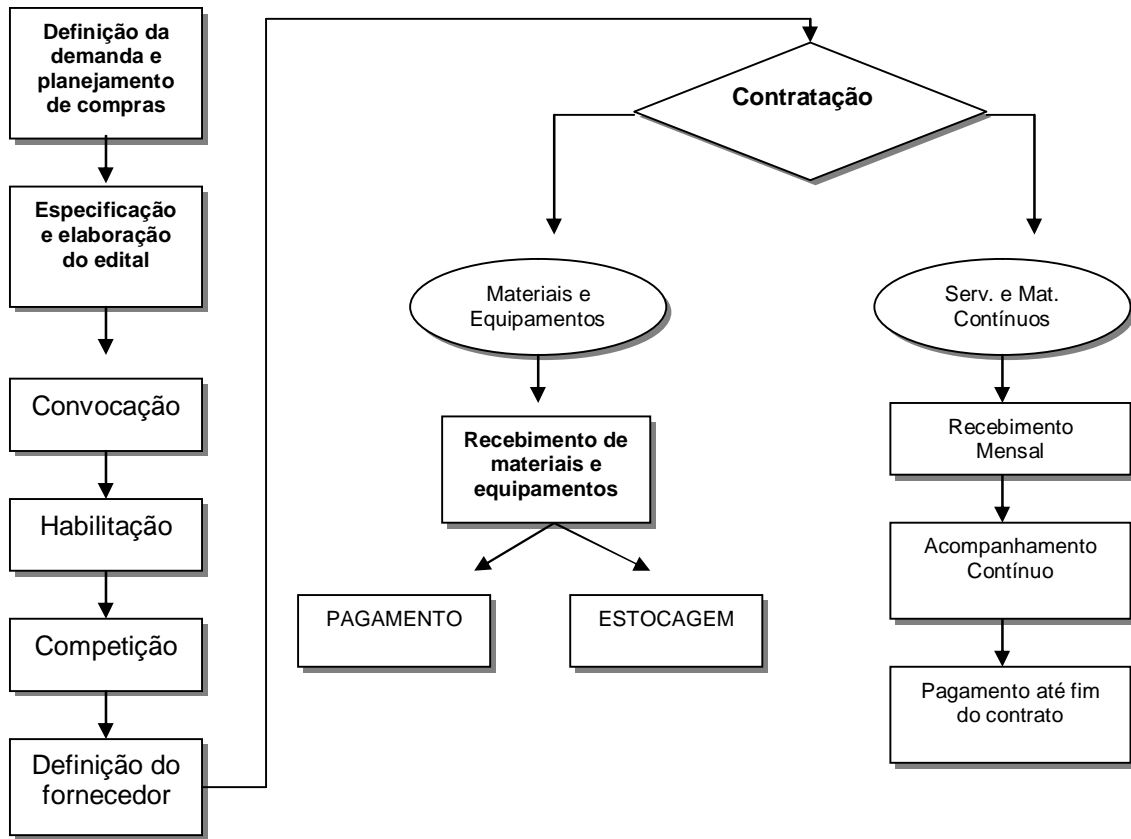 Definição da
demanda e
planejamento
de compras
Especificação
e elaboração
do edital
Convocação
Habilitação
Competição
Definição do
fornecedor
Contratação
Materiais e
Equipamentos
Recebimento de
materiais e
equipamentos
PAGAMENTO
ESTOCAGEM
Serv. e Mat.
Contínuos
Recebimento
Mensal
Acompanhamento
Contínuo
Pagamento até fim
do contrato